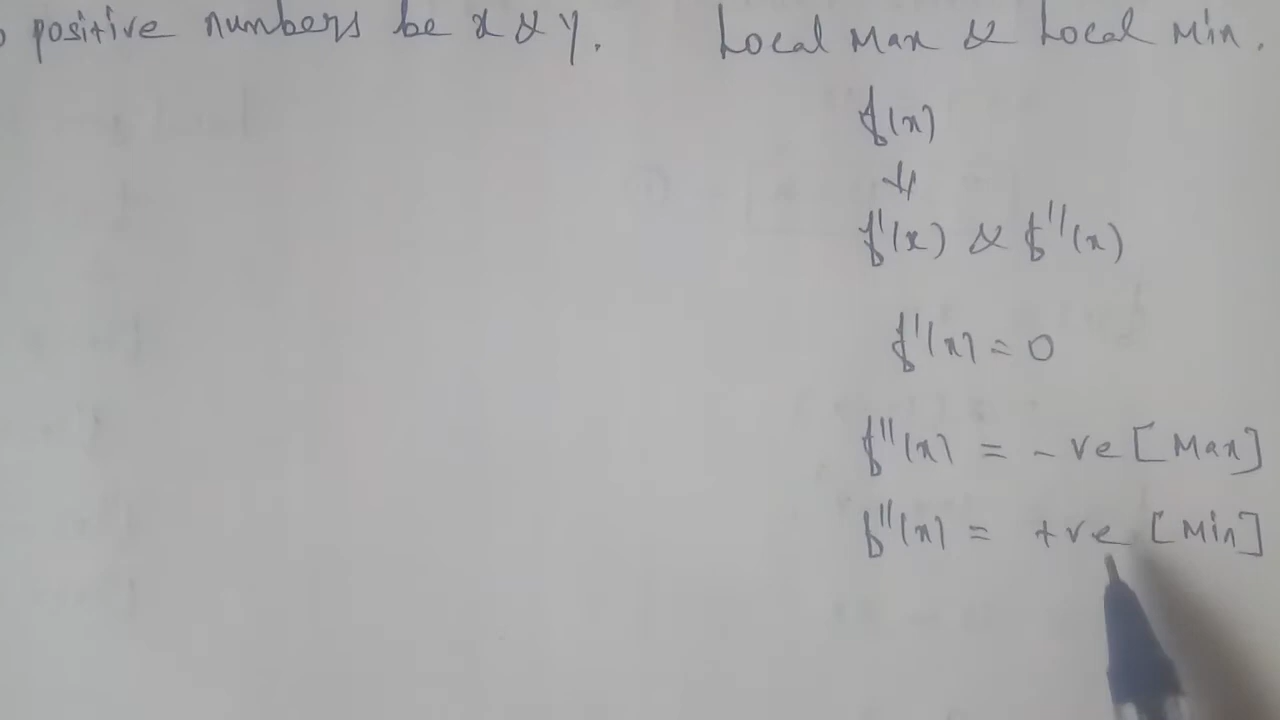 positive numbers be x & y.
Local Max & Local Min.
f(x)
⇓
f'(x) & f''(x)
f'(x) = 0
f''(x) = -ve [Max]
f''(x) = +ve [Min]